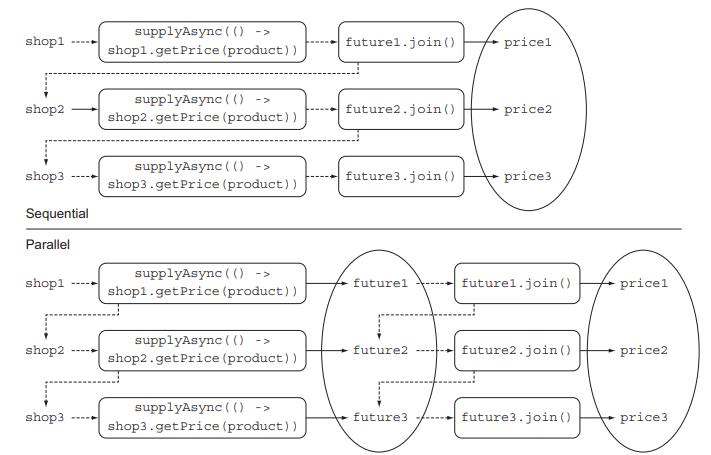 shop1
supplyAsync(() ->
shop1.getPrice(product))
future1.join()
price1
shop2
supplyAsync(() ->
shop2.getPrice(product))
future2.join()
price2
shop3
supplyAsync(() ->
shop3.getPrice(product))
future3.join()
price3
Sequential
Parallel
shop1
supplyAsync(() ->
shop1.getPrice(product))
future1
future1.join()
price1
shop2
supplyAsync(() ->
shop2.getPrice(product))
future2
future2.join()
price2
shop3
supplyAsync(() ->
shop3.getPrice(product))
future3
future3.join()
price3